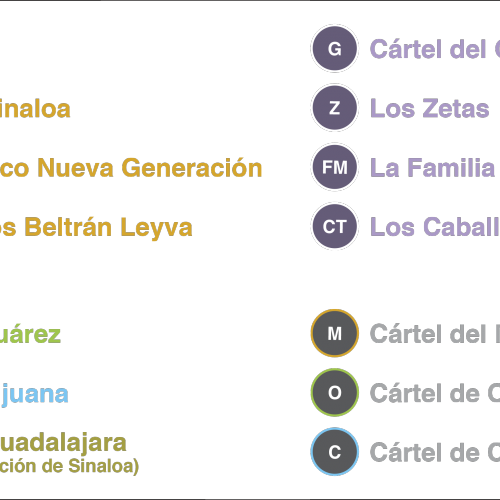 G Cártel del
inaloa Z Los Zetas
co Nueva Generación FM La Familia
s Beltrán Leyva CT Los Caball
uárez M Cártel del
juana O Cártel de
uadalajara C Cártel de
ción de Sinaloa)